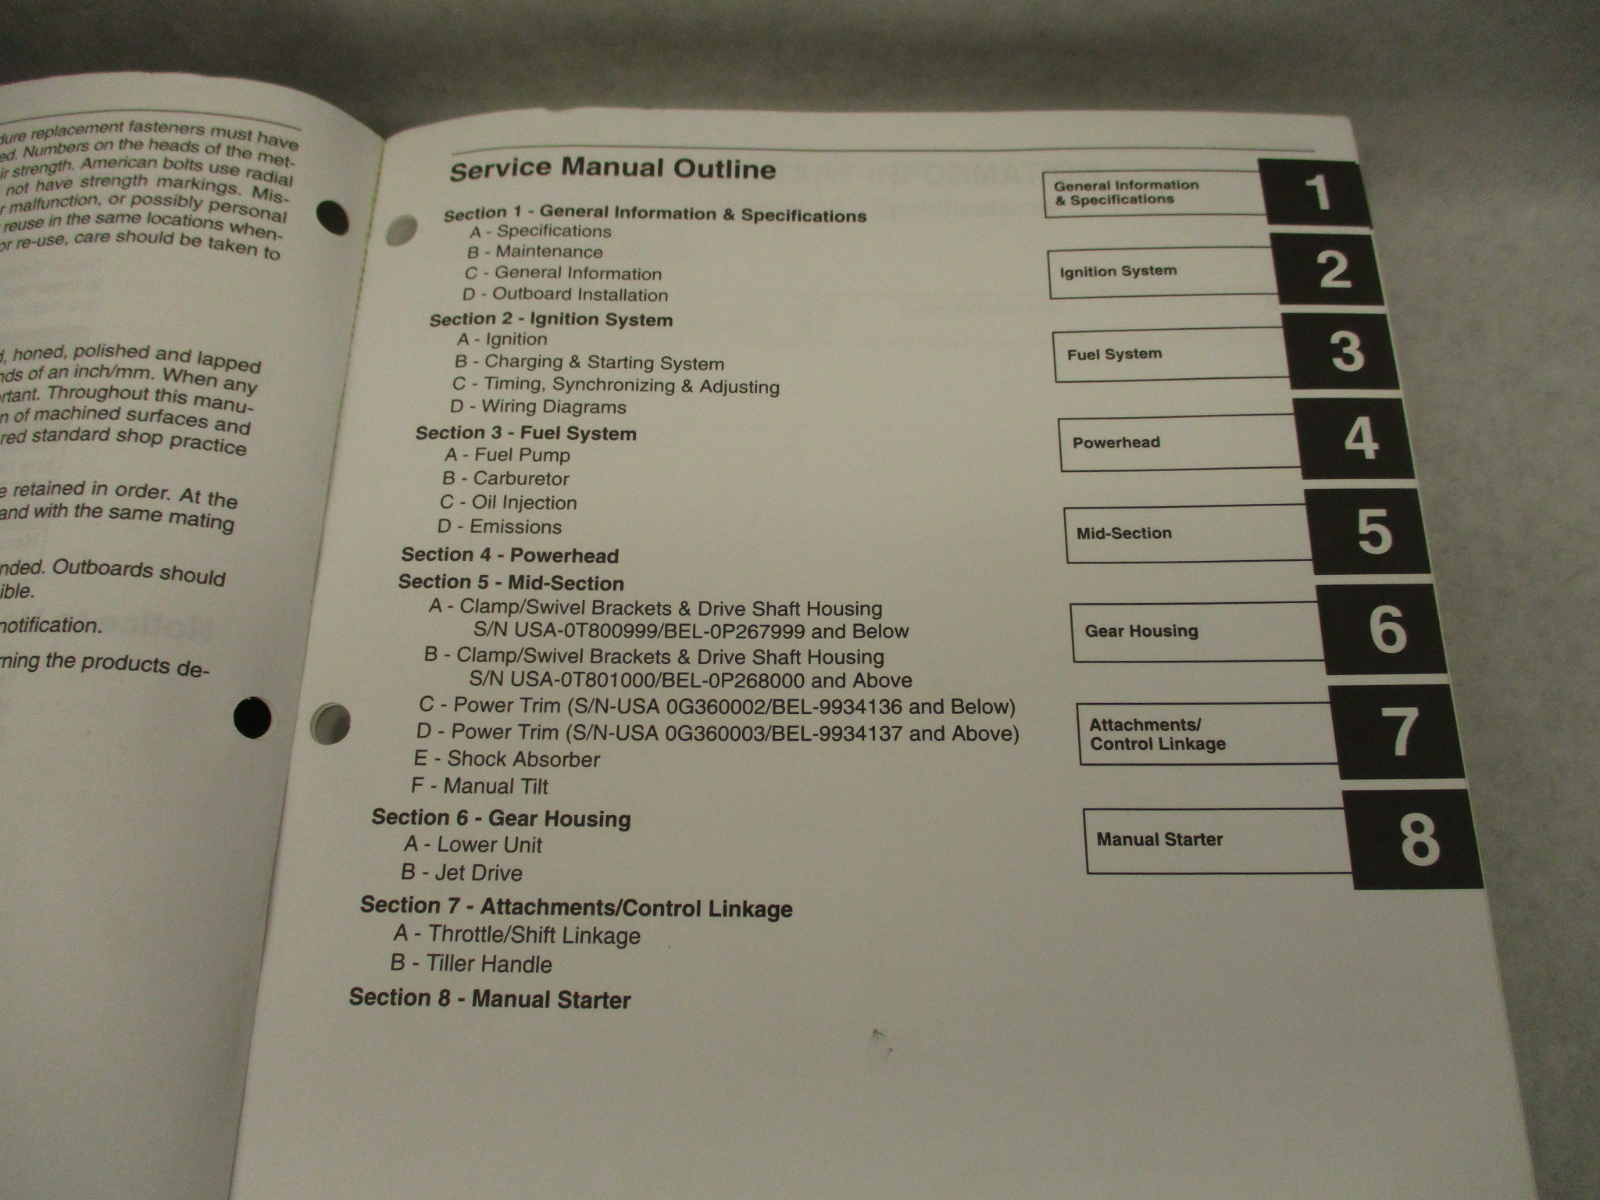 dure replacement fasteners must have
ed. Numbers on the heads of the met-
ir strength. American bolts use radial
not have strength markings. Mis-
r malfunction, or possibly personal
reuse in the same locations when-
or re-use, care should be taken to
d, honed, polished and lapped
nds of an inch/mm. When any
rtant. Throughout this manu-
n of machined surfaces and
red standard shop practice
e retained in order. At the
and with the same mating
nded. Outboards should
ible.
notification.
rning the products de-
Service Manual Outline
Section 1 - General Information & Specifications
A - Specifications
B - Maintenance
C - General Information
D - Outboard Installation
Section 2 - Ignition System
A - Ignition
B - Charging & Starting System
C - Timing, Synchronizing & Adjusting
D - Wiring Diagrams
Section 3 - Fuel System
A - Fuel Pump
B - Carburetor
C - Oil Injection
D - Emissions
Section 4 - Powerhead
Section 5 - Mid-Section
A - Clamp/Swivel Brackets & Drive Shaft Housing
S/N USA-0T800999/BEL-0P267999 and Below
B - Clamp/Swivel Brackets & Drive Shaft Housing
S/N USA-0T801000/BEL-0P268000 and Above
C - Power Trim (S/N-USA 0G360002/BEL-9934136 and Below)
D - Power Trim (S/N-USA 0G360003/BEL-9934137 and Above)
E - Shock Absorber
F - Manual Tilt
Section 6 - Gear Housing
A - Lower Unit
B - Jet Drive
Section 7 - Attachments/Control Linkage
A - Throttle/Shift Linkage
B - Tiller Handle
Section 8 - Manual Starter
General Information
& Specifications
1
Ignition System
2
Fuel System
3
Powerhead
4
Mid-Section
5
Gear Housing
6
Attachments/
Control Linkage
7
Manual Starter
8